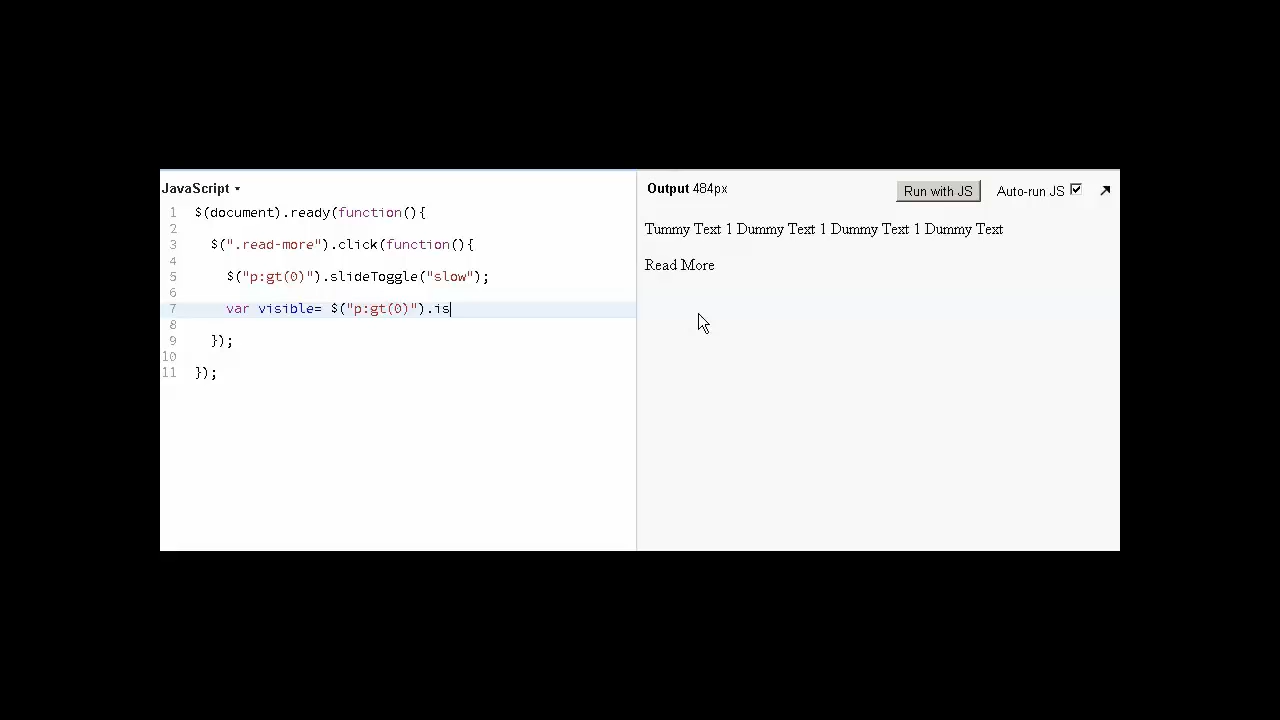 JavaScript
Output 484px
Run with JS
Auto-run JS
1 $(document).ready(function(){
2
3 $(".read-more").click(function(){
4
5 $("p:gt(0)").slideToggle("slow");
6
7 var visible= $("p:gt(0)").is
8
9 });
10
11 });
Tummy Text 1 Dummy Text 1 Dummy Text 1 Dummy Text
Read More